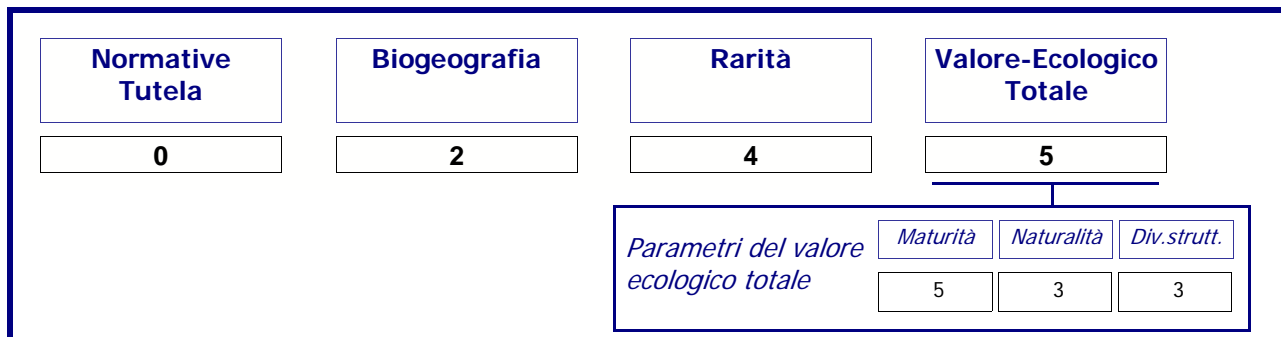 Normative
Tutela
Biogeografia
Rarità
Valore-Ecologico
Totale
0
2
4
5
Parametri del valore
ecologico totale
Maturità
Naturalità
Div.strutt.
5
3
3